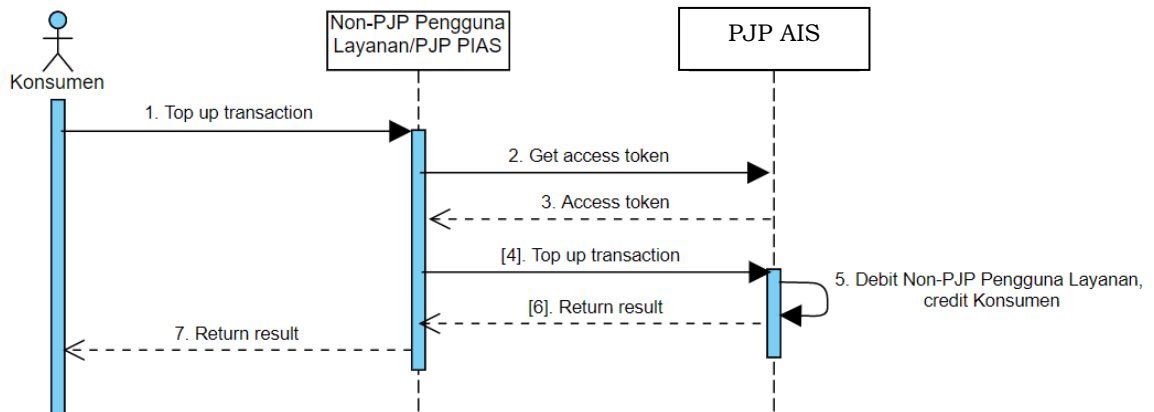 Konsumen
Non-PJP Pengguna
Layanan/PJP PIAS
PJP AIS
1. Top up transaction
2. Get access token
3. Access token
[4]. Top up transaction
5. Debit Non-PJP Pengguna Layanan,
credit Konsumen
[6]. Return result
7. Return result